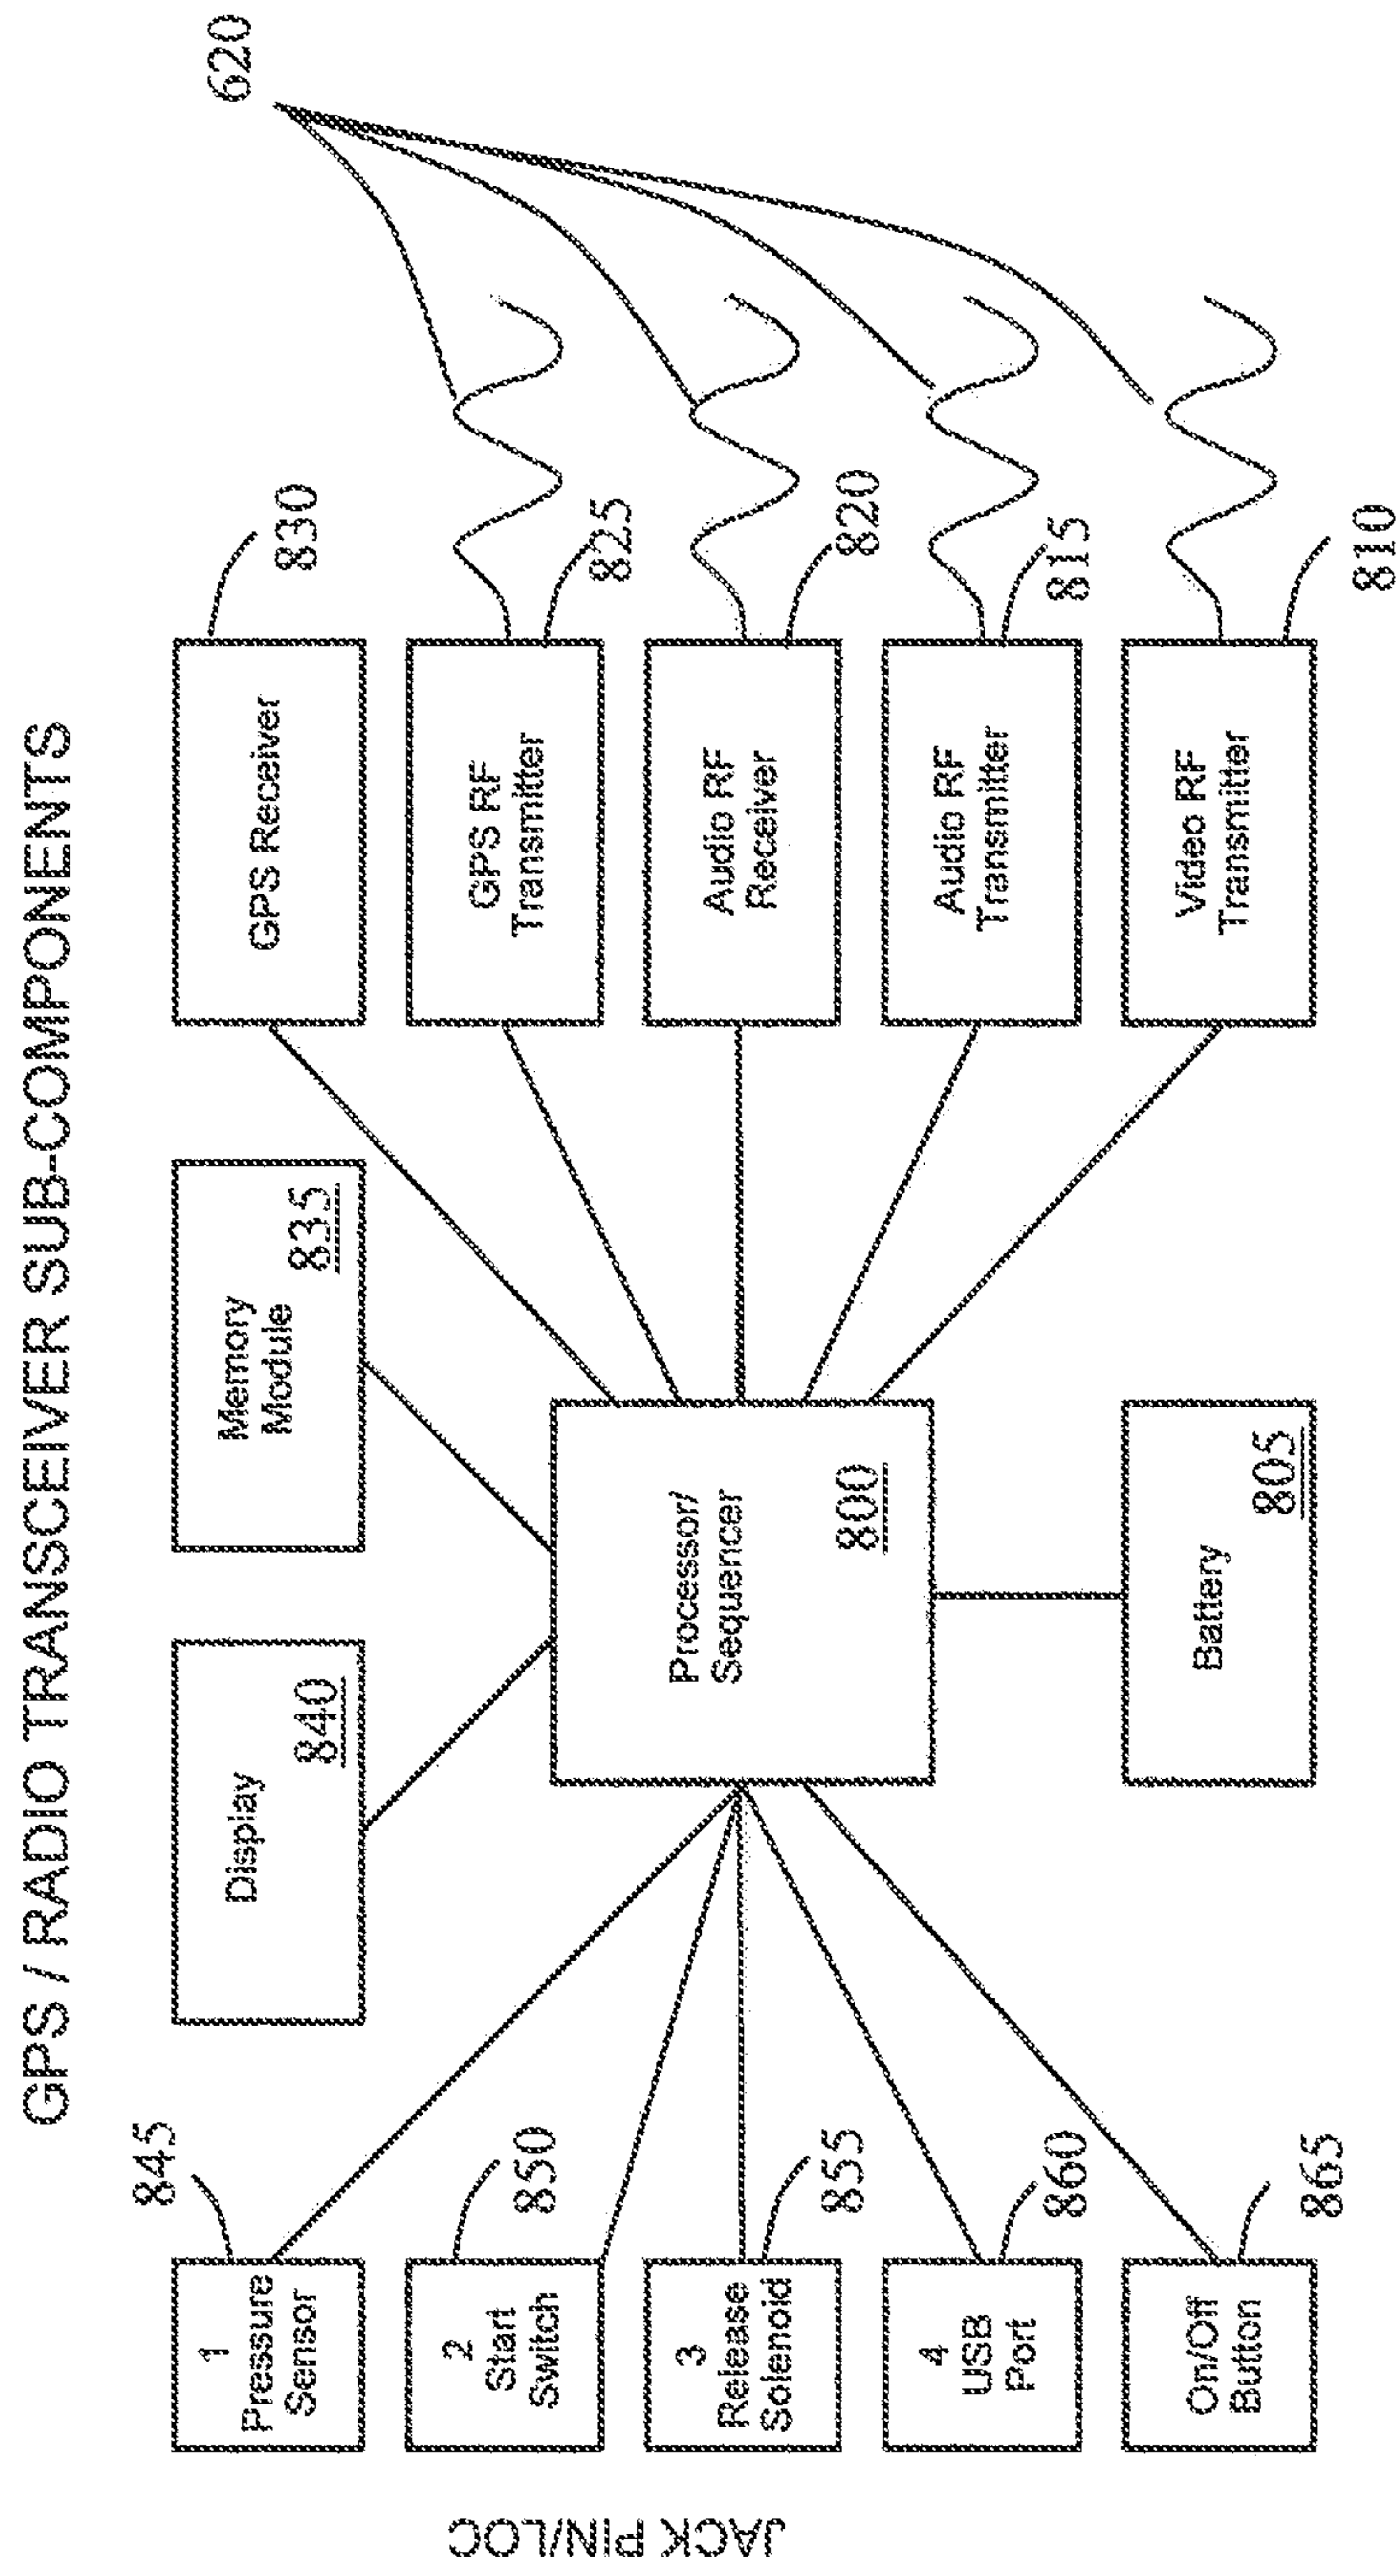 GPS / RADIO TRANSCEIVER SUB-COMPONENTS
JACK PIN/LOC
845
1
Pressure
Sensor
850
2
Start
Switch
855
3
Release
Solenoid
860
4
USB
Port
865
On/Off
Button
Display
840
Memory
Module
835
Processor/
Sequencer
800
Battery
805
GPS Receiver
830
GPS RF
Transmitter
825
Audio RF
Receiver
820
Audio RF
Transmitter
815
Video RF
Transmitter
810
620